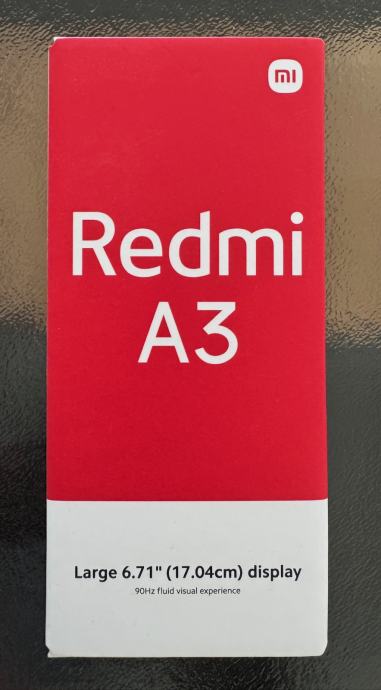 mi
Redmi
A3
Large 6.71" (17.04cm) display
90Hz fluid visual experience